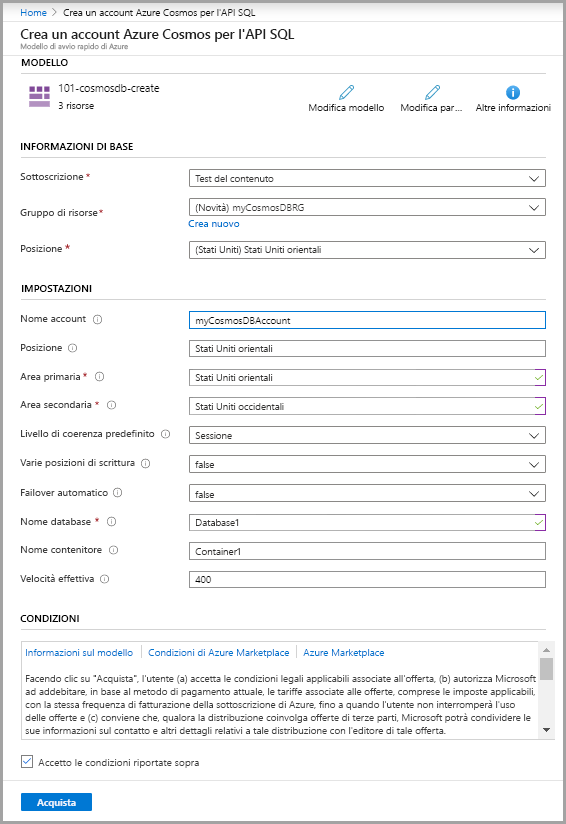 Home > Crea un account Azure Cosmos per l'API SQL
Crea un account Azure Cosmos per l'API SQL
Modello di avvio rapido di Azure
MODELLO
101-cosmosdb-create
3 risorse
Modifica modello
Modifica par...
Altre informazioni
INFORMAZIONI DI BASE
Sottoscrizione *
Test del contenuto
Gruppo di risorse*
(Novità) myCosmosDBRG
Crea nuovo
Posizione *
(Stati Uniti) Stati Uniti orientali
IMPOSTAZIONI
Nome account
myCosmosDBAccount
Posizione
Stati Uniti orientali
Area primaria *
Stati Uniti orientali
Area secondaria *
Stati Uniti occidentali
Livello di coerenza predefinito
Sessione
Varie posizioni di scrittura
false
Failover automatico
false
Nome database *
Database1
Nome contenitore
Container1
Velocità effettiva
400
CONDIZIONI
Informazioni sul modello | Condizioni di Azure Marketplace | Azure Marketplace
Facendo clic su "Acquista", l'utente (a) accetta le condizioni legali applicabili associate all'offerta, (b) autorizza Microsoft
ad addebitare, in base al metodo di pagamento attuale, le tariffe associate alle offerte, comprese le imposte applicabili,
con la stessa frequenza di fatturazione della sottoscrizione di Azure, fino a quando l'utente non interromperà l'uso
delle offerte e (c) conviene che, qualora la distribuzione coinvolga offerte di terze parti, Microsoft potrà condividere le
sue informazioni sul contatto e altri dettagli relativi a tale distribuzione con l'editore di tale offerta.
Accetto le condizioni riportate sopra
Acquista